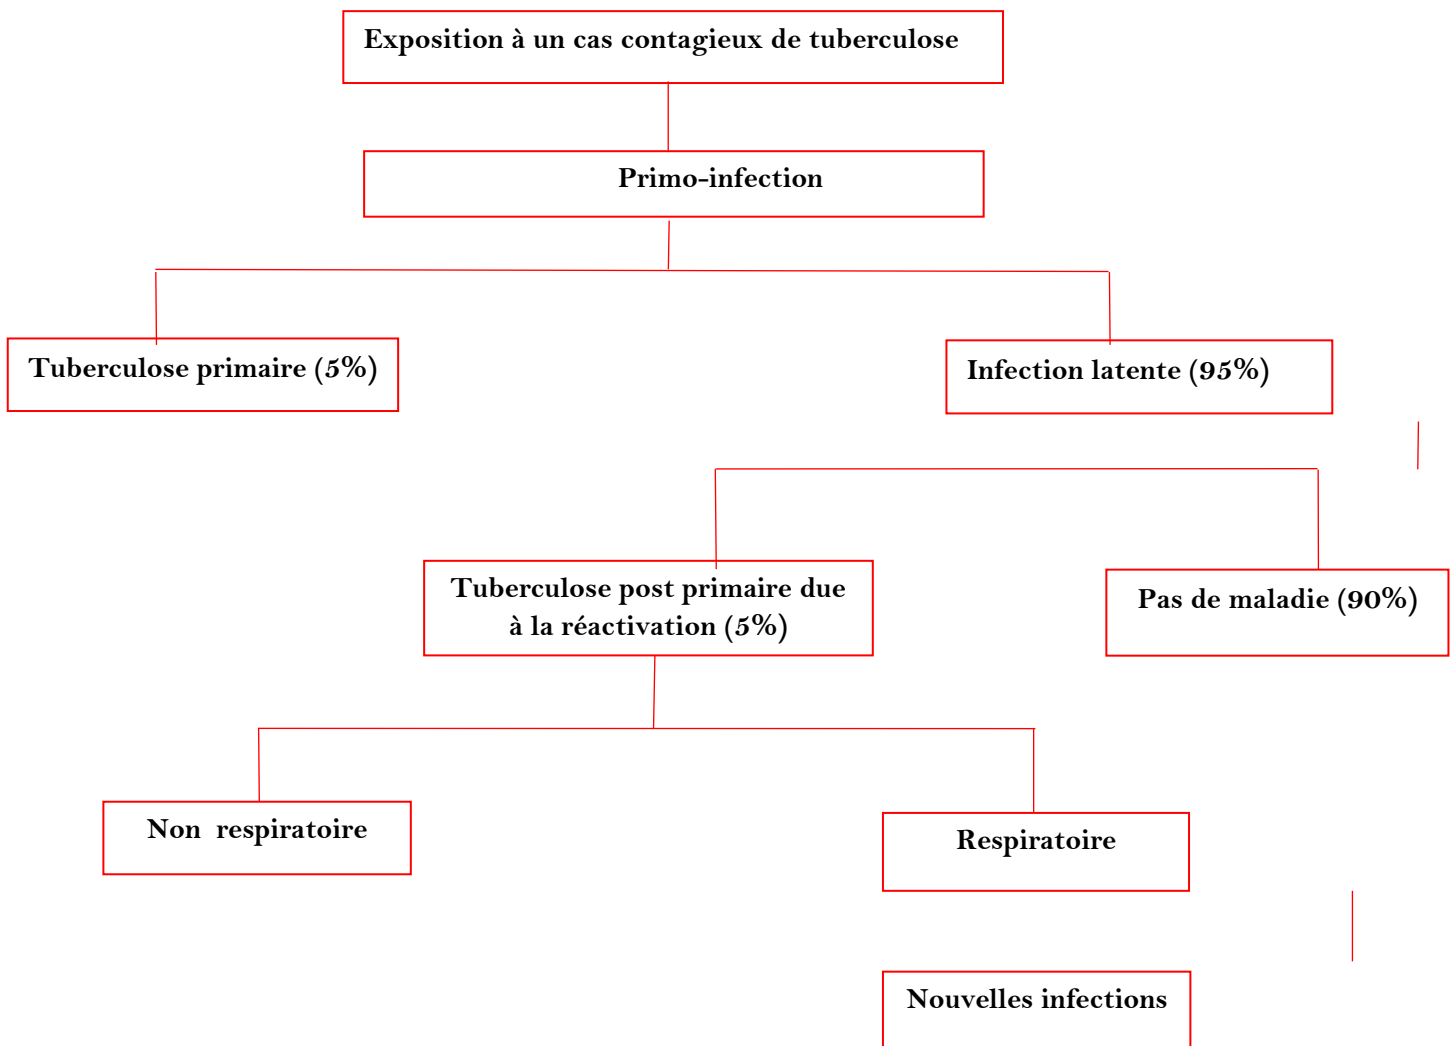 Exposition à un cas contagieux de tuberculose
Primo-infection
Tuberculose primaire (5%)
Infection latente (95%)
Tuberculose post primaire due
à la réactivation (5%)
Pas de maladie (90%)
Non  respiratoire
Respiratoire
Nouvelles infections